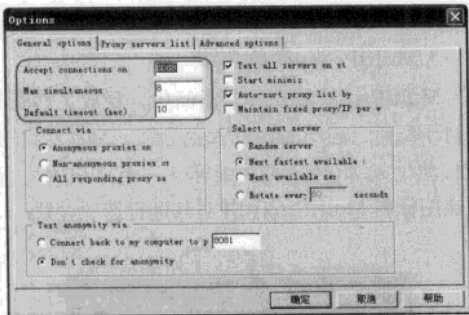 Options
General options Proxy servers list Advanced options
Accept connections on
Max simultaneous 8
Default timeout (sec) 10
Test all servers on st
Start minimiz
Auto-sort proxy list by
Maintain fixed proxy/IP per w
Connect via
Anonymous proxies on
Non-anonymous proxies or
All responding proxy se
Select next server
Random server
Next fastest available :
Next available ser
Rotate every seconds
Test anonymity via
Connect back to my computer to p 8081
Don't check for anonymity
确定 取消 帮助